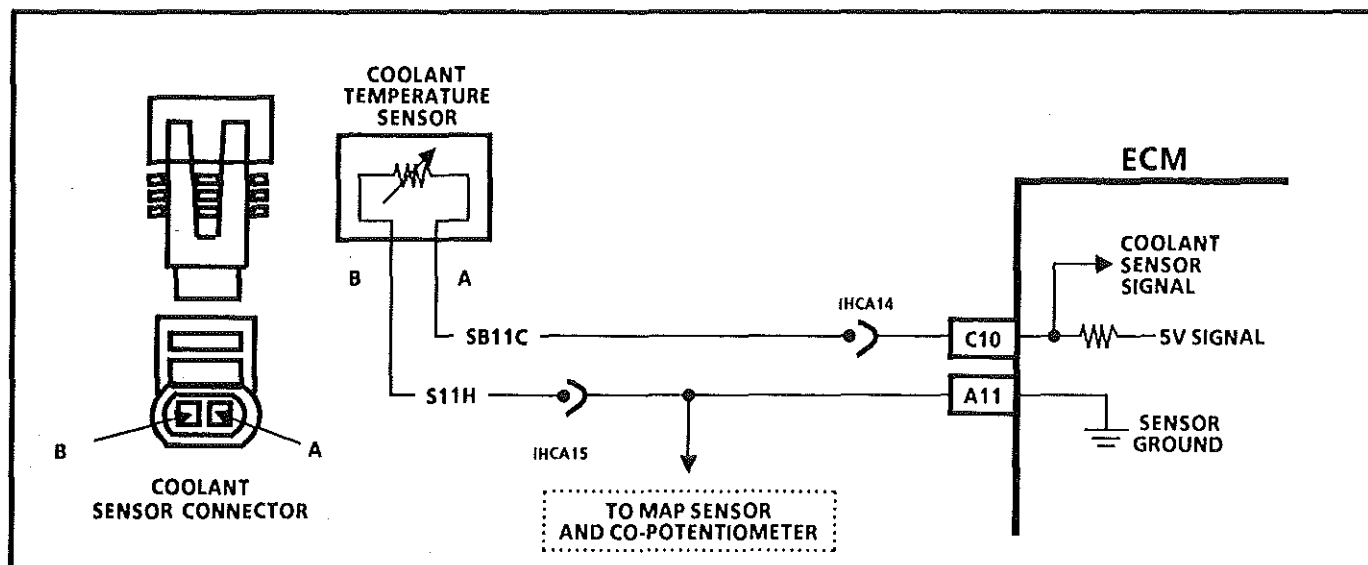 COOLANT
TEMPERATURE
SENSOR
ECM
B
A
COOLANT
SENSOR
SIGNAL
IHCA14
SB11C
C10
5V SIGNAL
S11H
A11
B
A
IHCA15
SENSOR
GROUND
COOLANT
SENSOR CONNECTOR
TO MAP SENSOR
AND CO-POTENTIOMETER